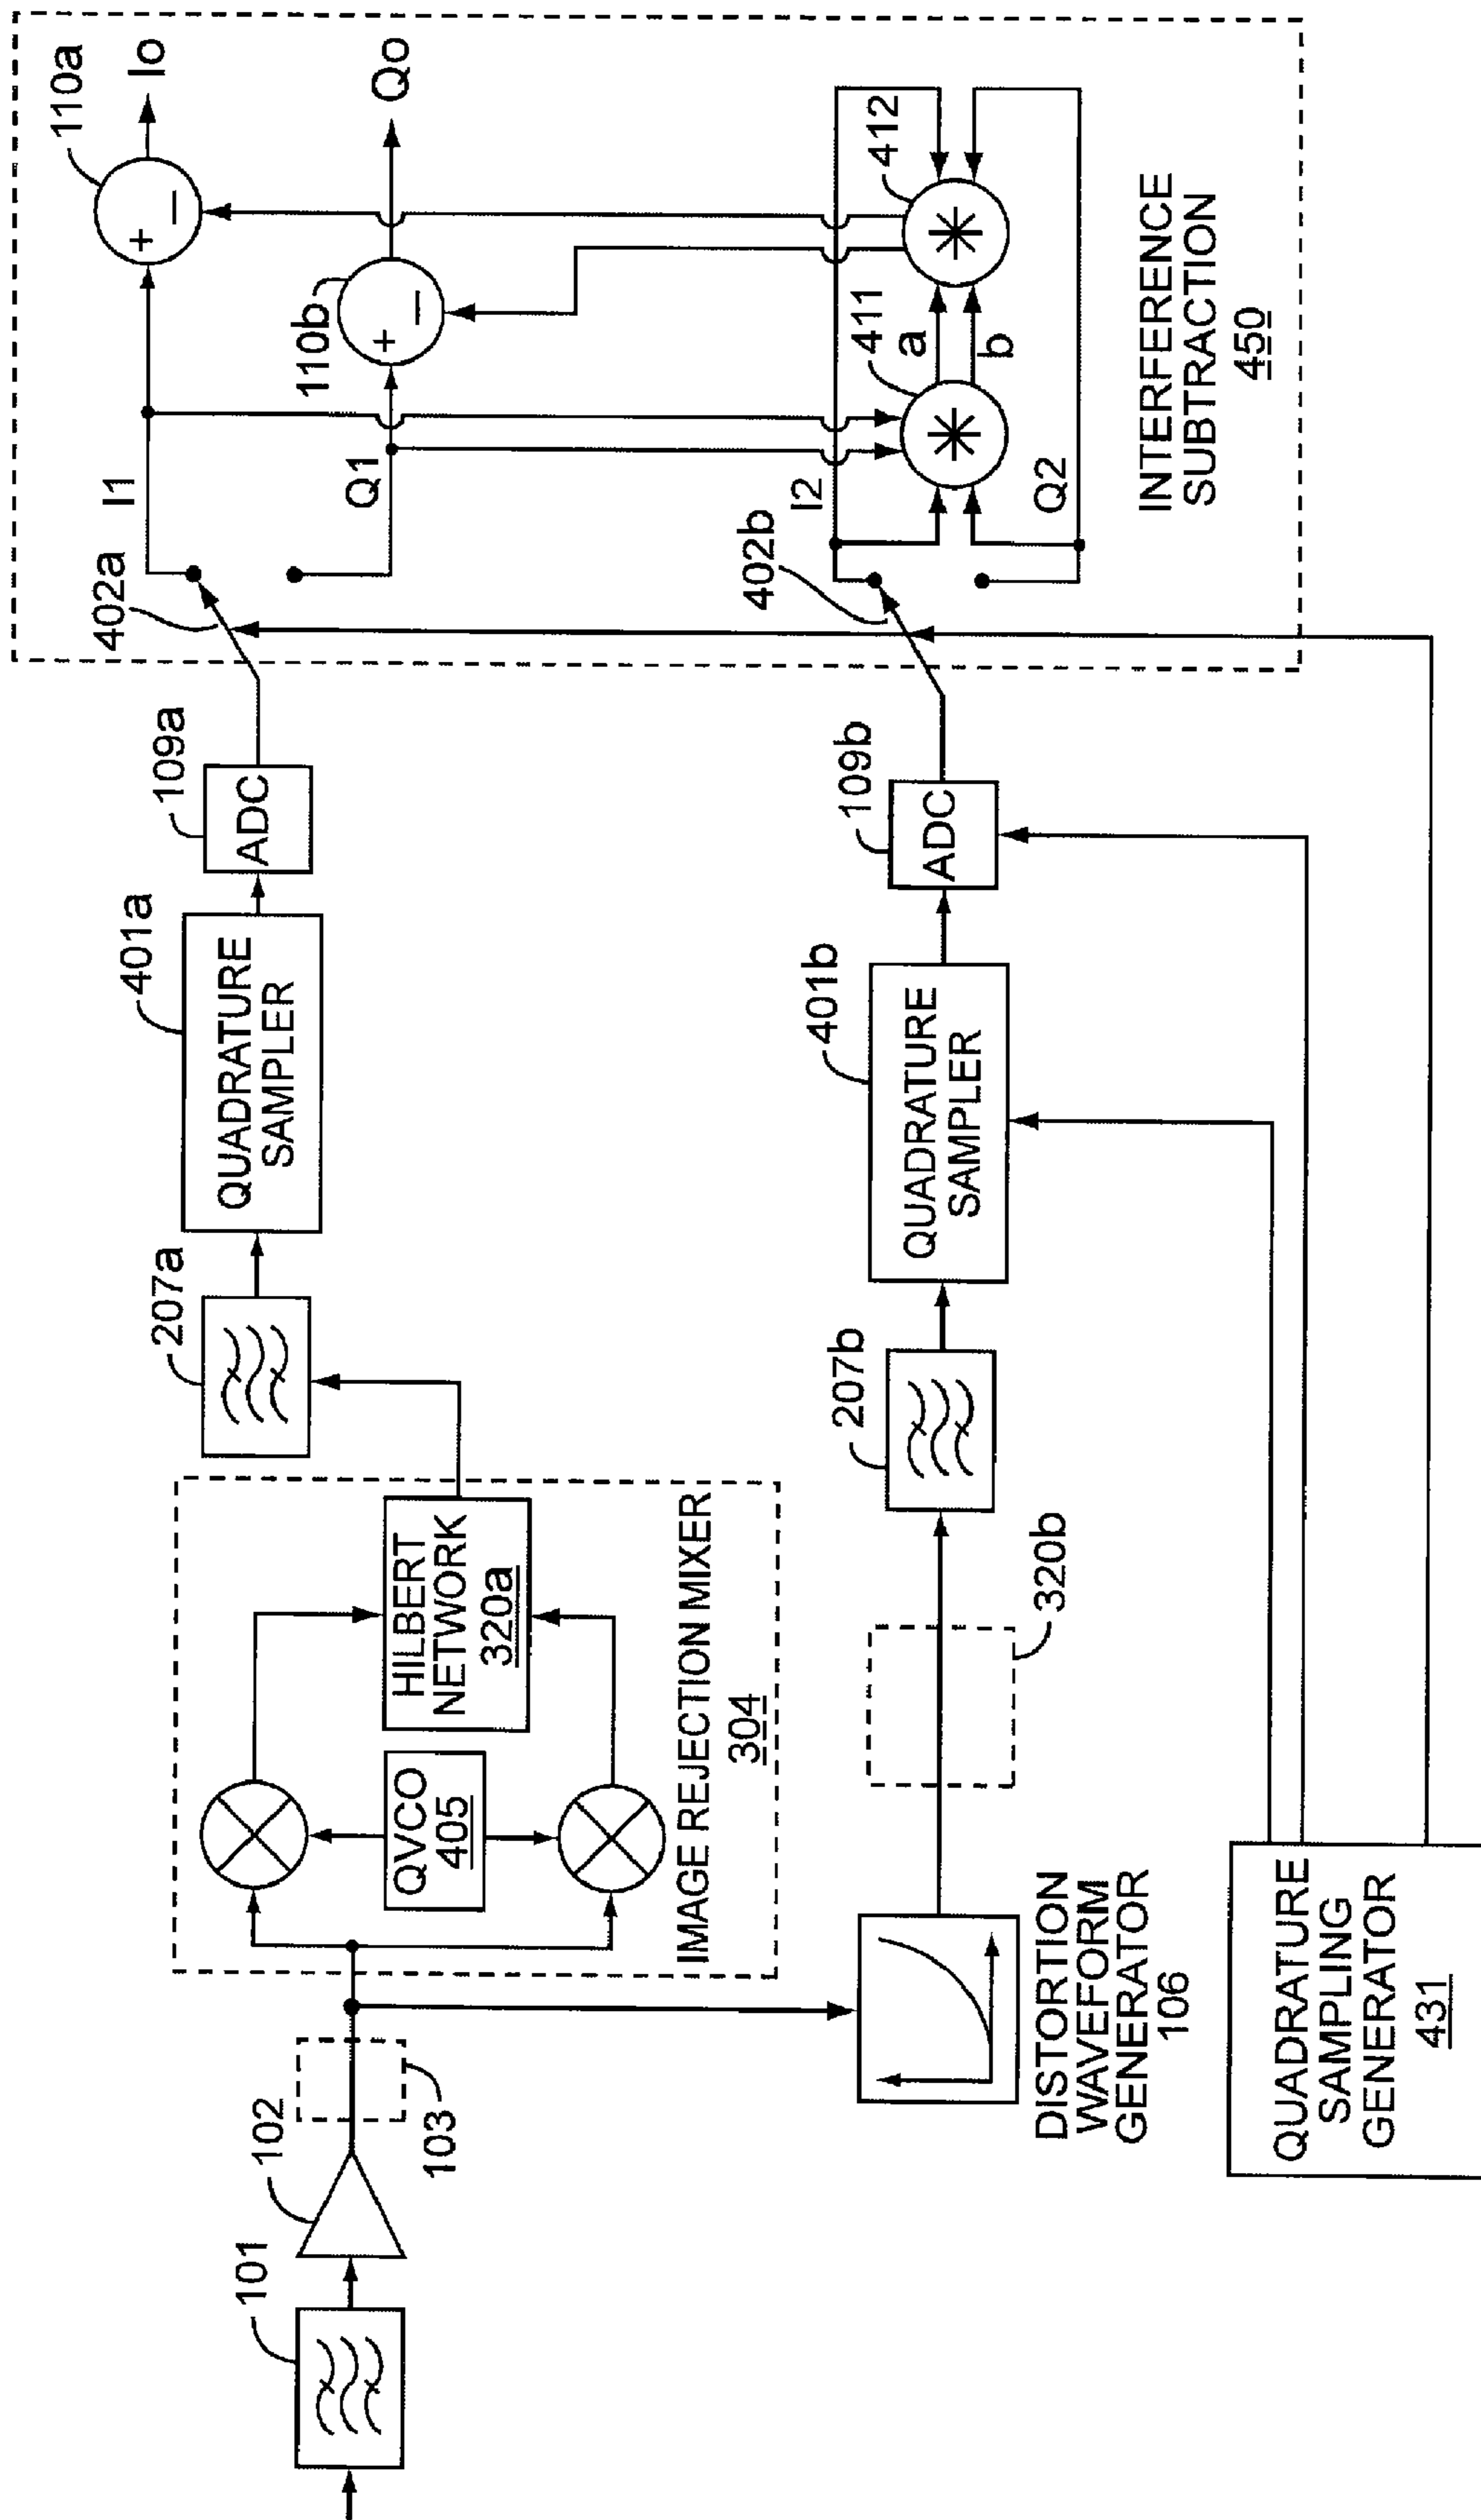 101
102
103
QVCO
405
HILBERT
NETWORK
320a
IMAGE REJECTION MIXER
304
207a
QUADRATURE
SAMPLER
401a
ADC
109a
402a
I1
Q1
+
−
110a
Io
+
−
110b
Qo
DISTORTION
WAVEFORM
GENERATOR
106
320b
207b
QUADRATURE
SAMPLER
401b
ADC
109b
402b
I2
Q2
411
a
b
412
INTERFERENCE
SUBTRACTION
450
QUADRATURE
SAMPLING
GENERATOR
431